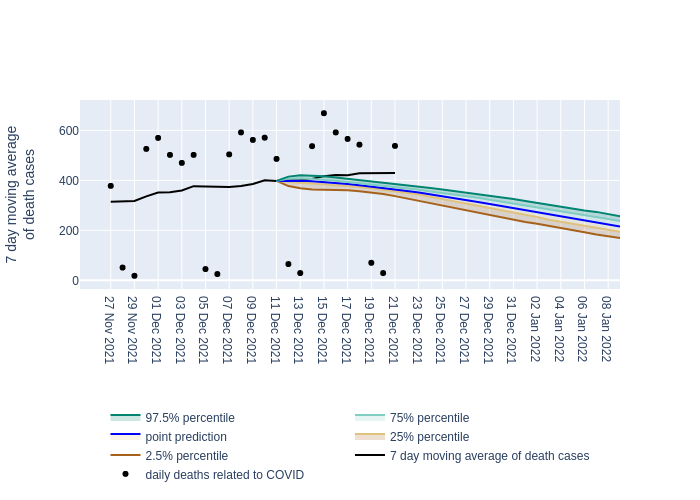 7 day moving average
of death cases
600
400
200
0
27 Nov 2021
29 Nov 2021
01 Dec 2021
03 Dec 2021
05 Dec 2021
07 Dec 2021
09 Dec 2021
11 Dec 2021
13 Dec 2021
15 Dec 2021
17 Dec 2021
19 Dec 2021
21 Dec 2021
23 Dec 2021
25 Dec 2021
27 Dec 2021
29 Dec 2021
31 Dec 2021
02 Jan 2022
04 Jan 2022
06 Jan 2022
08 Jan 2022
97.5% percentile
75% percentile
point prediction
25% percentile
2.5% percentile
7 day moving average of death cases
daily deaths related to COVID